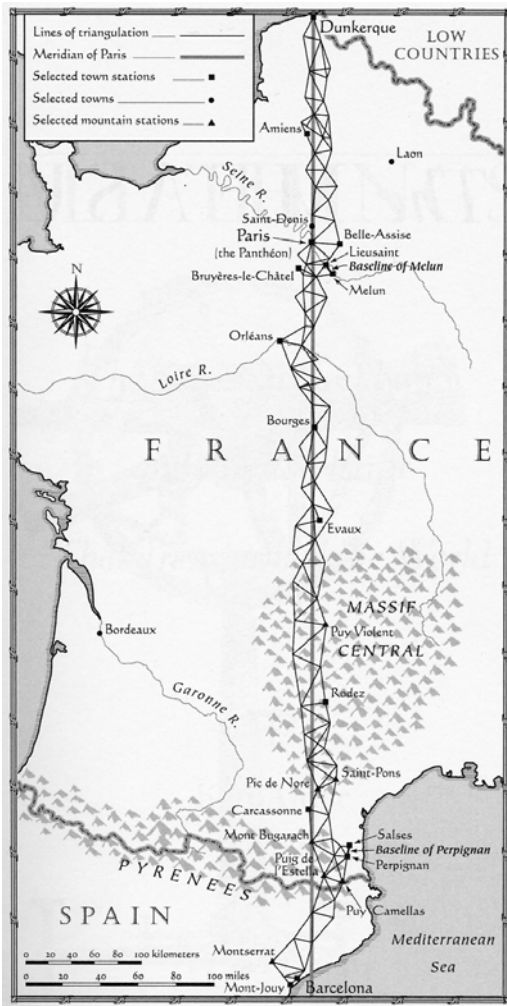 Lines of triangulation
Meridian of Paris
Selected town stations
Selected towns
Selected mountain stations
Dunkerque
LOW
COUNTRIES
Amiens
Laon
Seine R.
Saint-Denis
Paris
(the Panthéon)
Belle-Assise
Lieusaint
Baseline of Melun
Bruyères-le-Châtel
Melun
N
Orléans
Loire R.
Bourges
FRANCE
Evaux
MASSIF
CENTRAL
Puy Violent
Bordeaux
Rodez
Garonne R.
Saint-Pons
Pic de Nore
Carcassonne
Mont Bugarach
Salses
Baseline of Perpignan
Perpignan
Puig de
l'Estella
PYRENEES
Puy Camellas
SPAIN
Mediterranean
Sea
Montserrat
0 20 40 60 80 100 kilometers
0 20 40 60 80 100 miles
Mont-Jouy
Barcelona